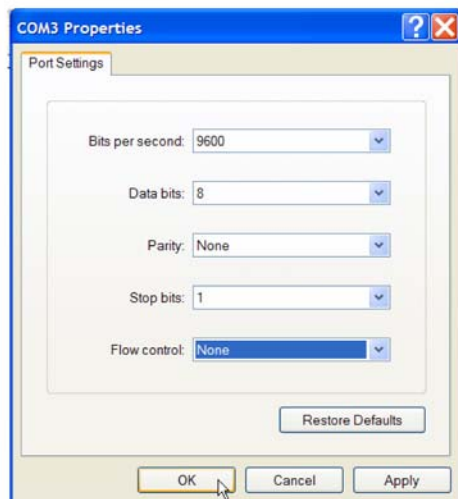 COM3 Properties
Port Settings
Bits per second: 9600
Data bits: 8
Parity: None
Stop bits: 1
Flow control: None
Restore Defaults
OK Cancel Apply